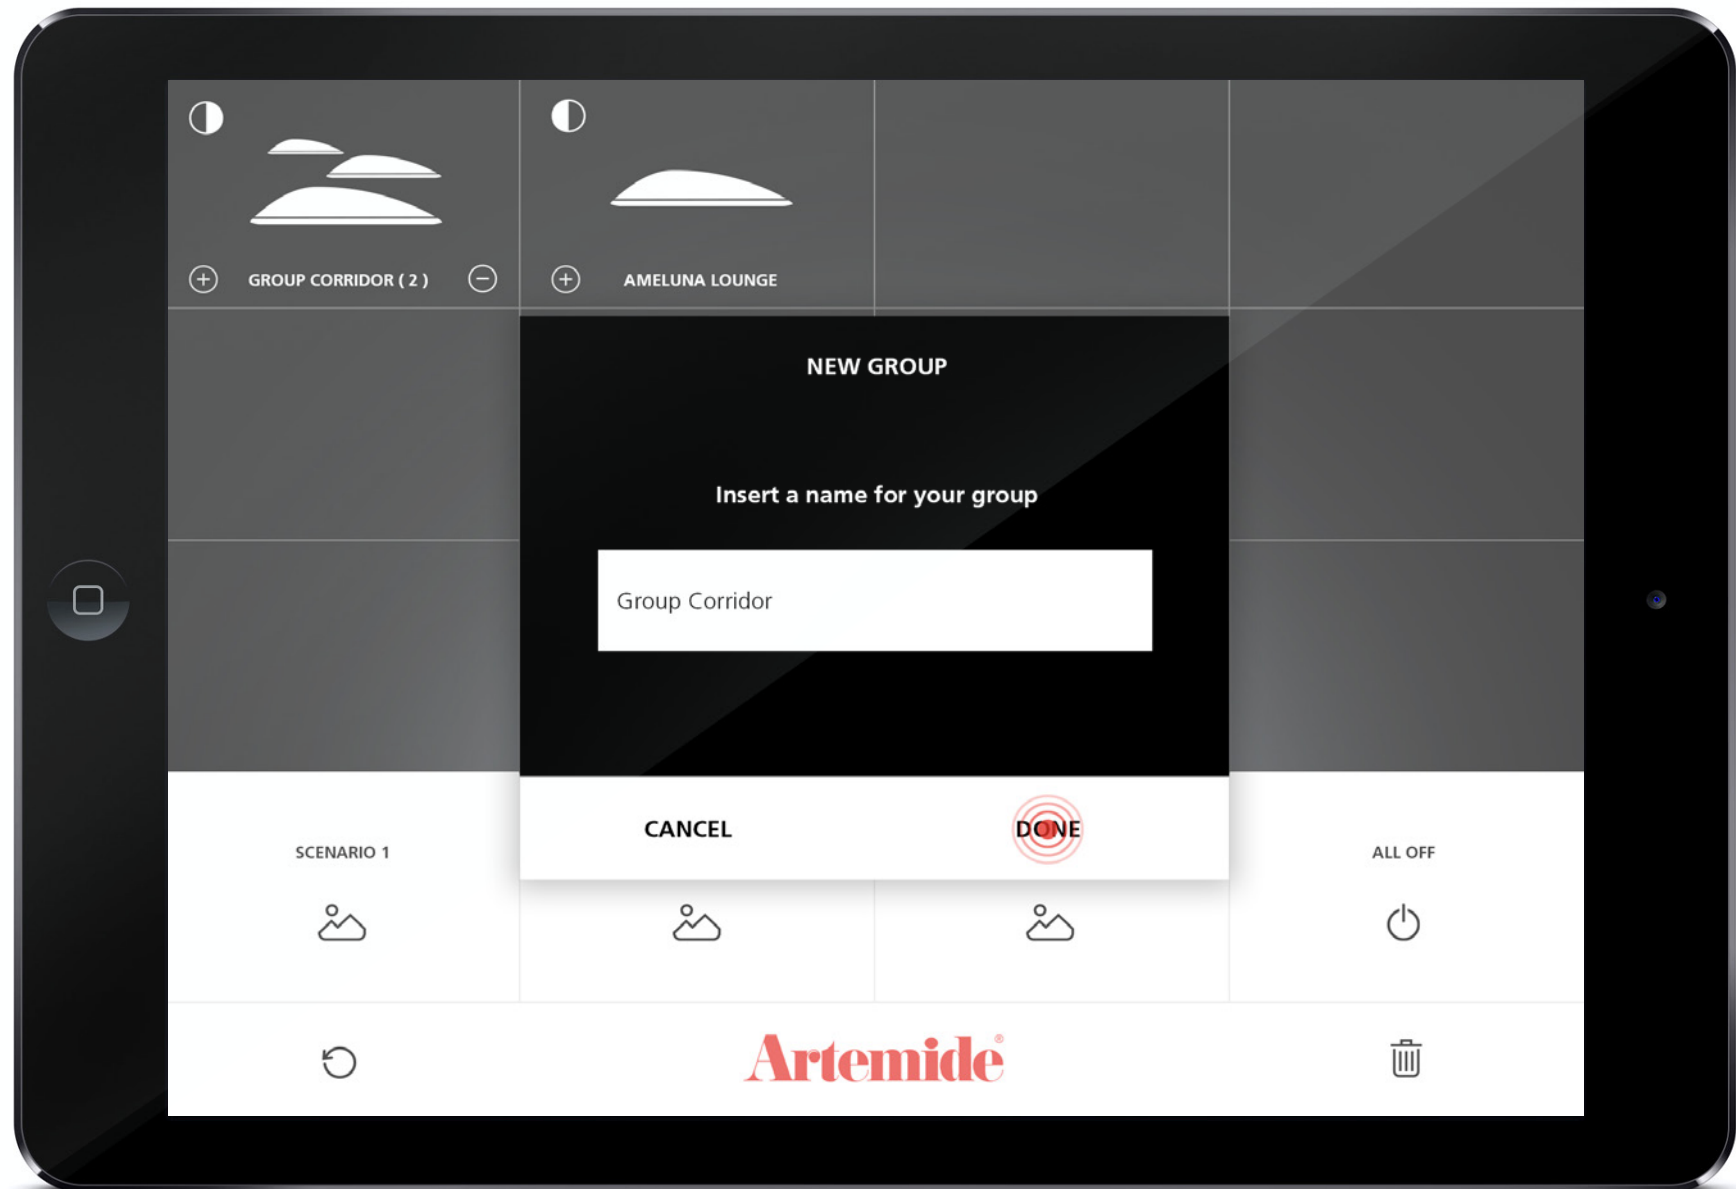 GROUP CORRIDOR ( 2 )
AMELUNA LOUNGE
NEW GROUP
Insert a name for your group
Group Corridor
CANCEL
DONE
SCENARIO 1
ALL OFF
Artemide®